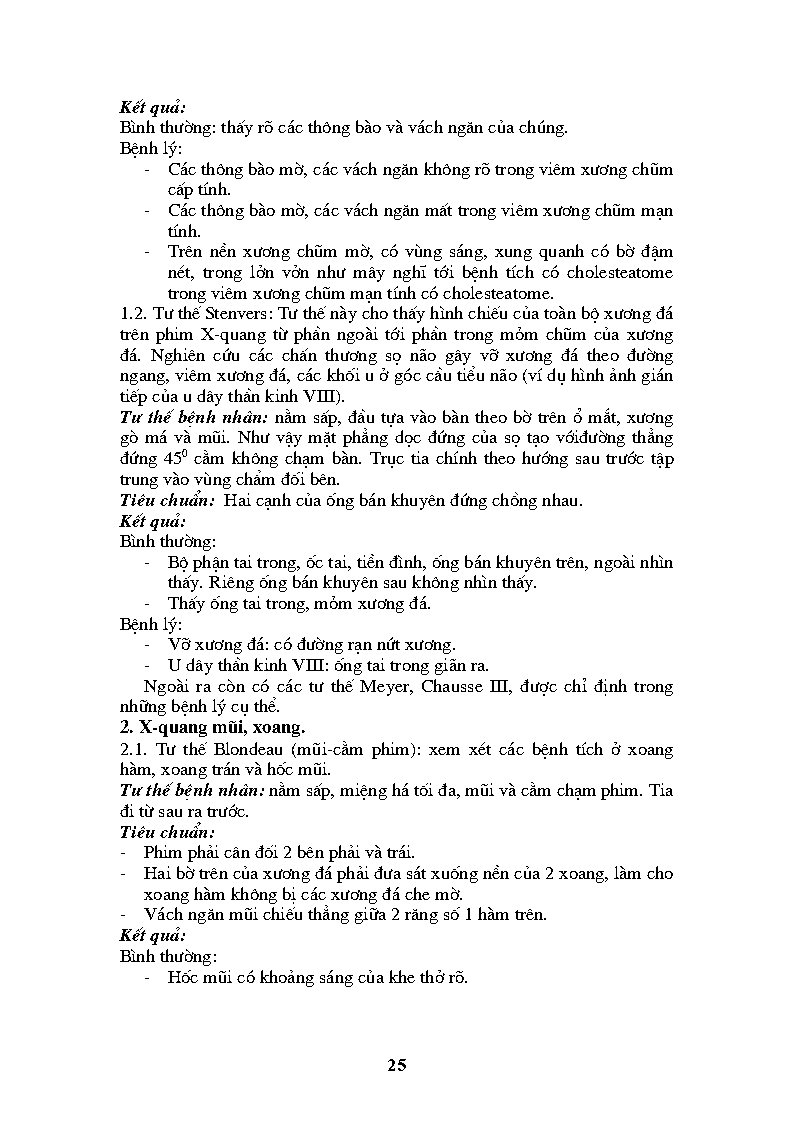 Kết quả:
Bình thường: thấy rõ các thông bào và vách ngăn của chúng.
Bệnh lý:
- Các thông bào mờ, các vách ngăn không rõ trong viêm xương chũm
cấp tính.
- Các thông bào mờ, các vách ngăn mất trong viêm xương chũm mạn
tính.
- Trên nền xương chũm mờ, có vùng sáng, xung quanh có bờ đậm
nét, trong lởn vởn như mây nghĩ tới bệnh tích có cholesteatome
trong viêm xương chũm mạn tính có cholesteatome.
1.2. Tư thế Stenvers: Tư thế này cho thấy hình chiếu của toàn bộ xương đá
trên phim X-quang từ phần ngoài tới phần trong mỏm chũm của xương
đá. Nghiên cứu các chấn thương sọ não gây vỡ xương đá theo đường
ngang, viêm xương đá, các khối u ở góc cầu tiểu não (ví dụ hình ảnh gián
tiếp của u dây thần kinh VIII).
Tư thế bệnh nhân: nằm sấp, đầu tựa vào bàn theo bờ trên ổ mắt, xương
gò má và mũi. Như vậy mặt phẳng dọc đứng của sọ tạo vớiđường thẳng
đứng 45⁰ cằm không chạm bàn. Trục tia chính theo hướng sau trước tập
trung vào vùng chẩm đối bên.
Tiêu chuẩn: Hai cạnh của ống bán khuyên đứng chồng nhau.
Kết quả:
Bình thường:
- Bộ phận tai trong, ốc tai, tiền đình, ống bán khuyên trên, ngoài nhìn
thấy. Riêng ống bán khuyên sau không nhìn thấy.
- Thấy ống tai trong, mỏm xương đá.
Bệnh lý:
- Vỡ xương đá: có đường rạn nứt xương.
- U dây thần kinh VIII: ống tai trong giãn ra.
Ngoài ra còn có các tư thế Meyer, Chausse III, được chỉ định trong
những bệnh lý cụ thể.
2. X-quang mũi, xoang.
2.1. Tư thế Blondeau (mũi-cằm phim): xem xét các bệnh tích ở xoang
hàm, xoang trán và hốc mũi.
Tư thế bệnh nhân: nằm sấp, miệng há tối đa, mũi và cằm chạm phim. Tia
đi từ sau ra trước.
Tiêu chuẩn:
- Phim phải cân đối 2 bên phải và trái.
- Hai bờ trên của xương đá phải đưa sát xuống nền của 2 xoang, làm cho
xoang hàm không bị các xương đá che mờ.
- Vách ngăn mũi chiếu thẳng giữa 2 răng số 1 hàm trên.
Kết quả:
Bình thường:
- Hốc mũi có khoảng sáng của khe thở rõ.
25